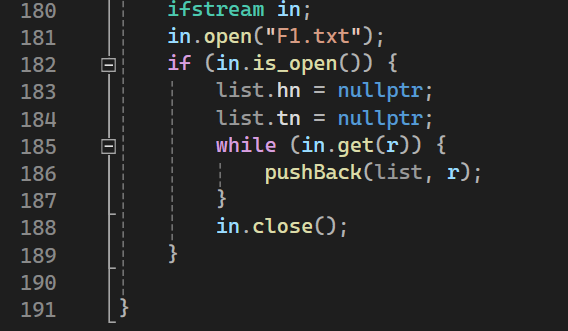 180 ifstream in;
181 in.open("F1.txt");
182 if (in.is_open()) {
183 list.hn = nullptr;
184 list.tn = nullptr;
185 while (in.get(r)) {
186 pushBack(list, r);
187 }
188 in.close();
189 }
190
191 }